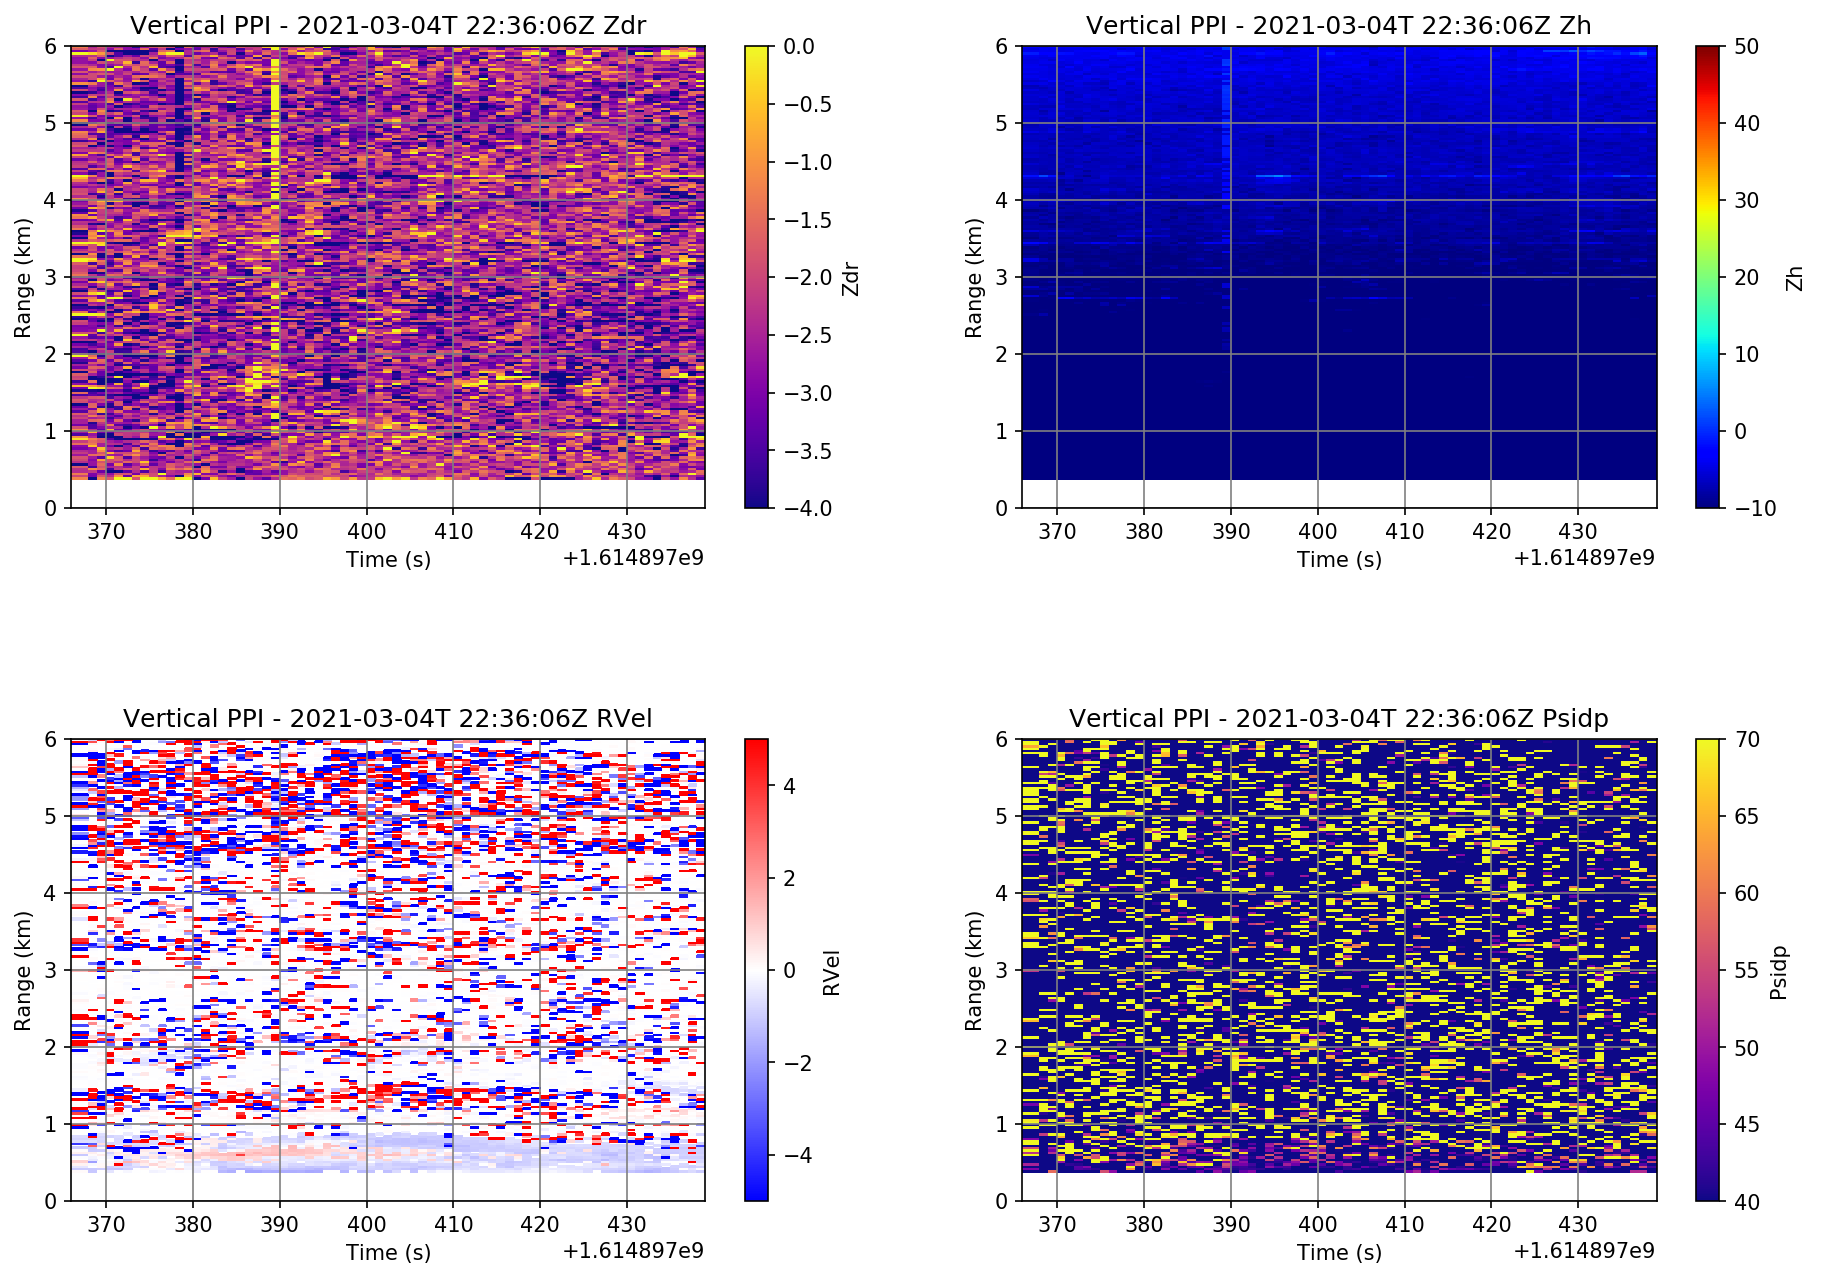 Vertical PPI - 2021-03-04T 22:36:06Z Zdr
6
5
4
3
2
1
0
Range (km)
370 380 390 400 410 420 430
Time (s)
+1.614897e9
0.0
−0.5
−1.0
−1.5
−2.0
−2.5
−3.0
−3.5
−4.0
Zdr
Vertical PPI - 2021-03-04T 22:36:06Z Zh
6
5
4
3
2
1
0
Range (km)
370 380 390 400 410 420 430
Time (s)
+1.614897e9
50
40
30
20
10
0
−10
Zh
Vertical PPI - 2021-03-04T 22:36:06Z RVel
6
5
4
3
2
1
0
Range (km)
370 380 390 400 410 420 430
Time (s)
+1.614897e9
4
2
0
−2
−4
RVel
Vertical PPI - 2021-03-04T 22:36:06Z Psidp
6
5
4
3
2
1
0
Range (km)
370 380 390 400 410 420 430
Time (s)
+1.614897e9
70
65
60
55
50
45
40
Psidp